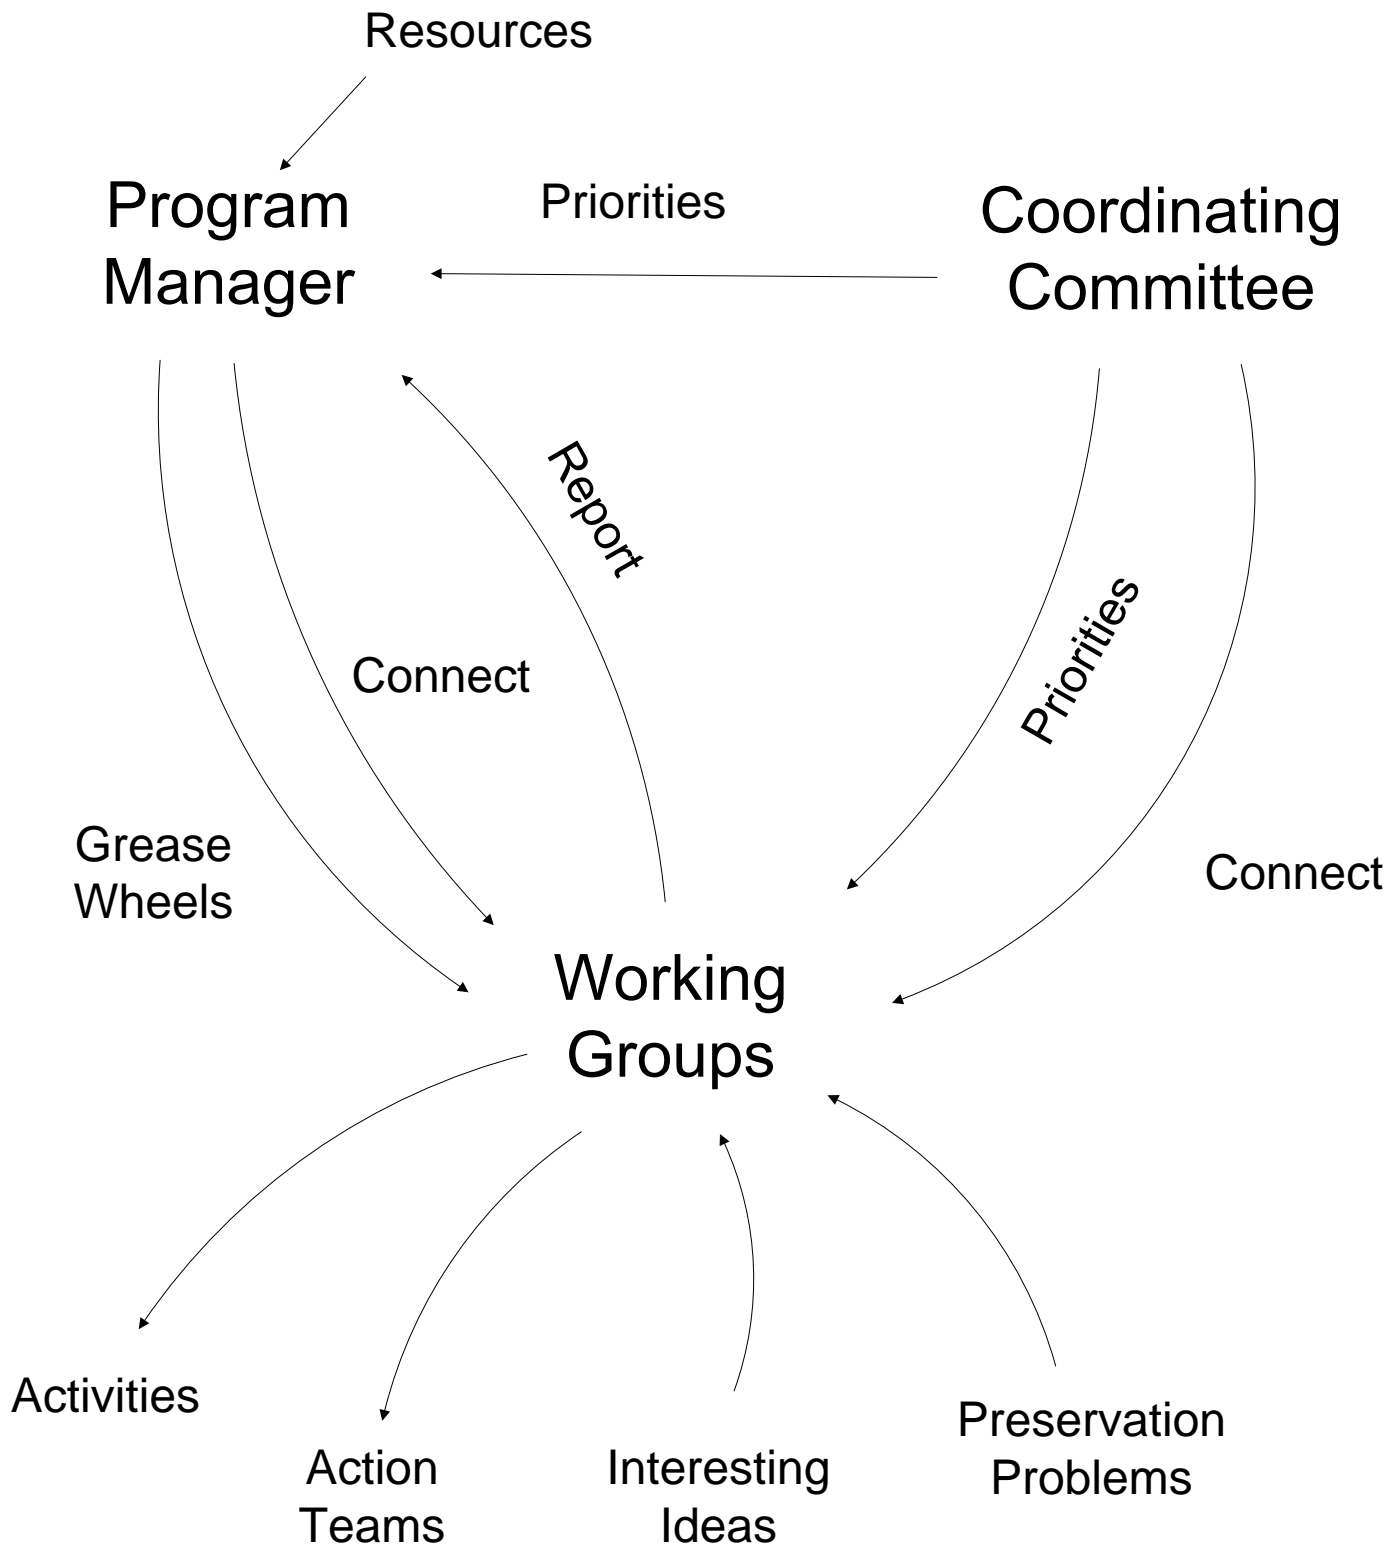 Resources
Program
Manager
Priorities
Coordinating
Committee
Report
Connect
Priorities
Grease
Wheels
Connect
Working
Groups
Activities
Action
Teams
Interesting
Ideas
Preservation
Problems